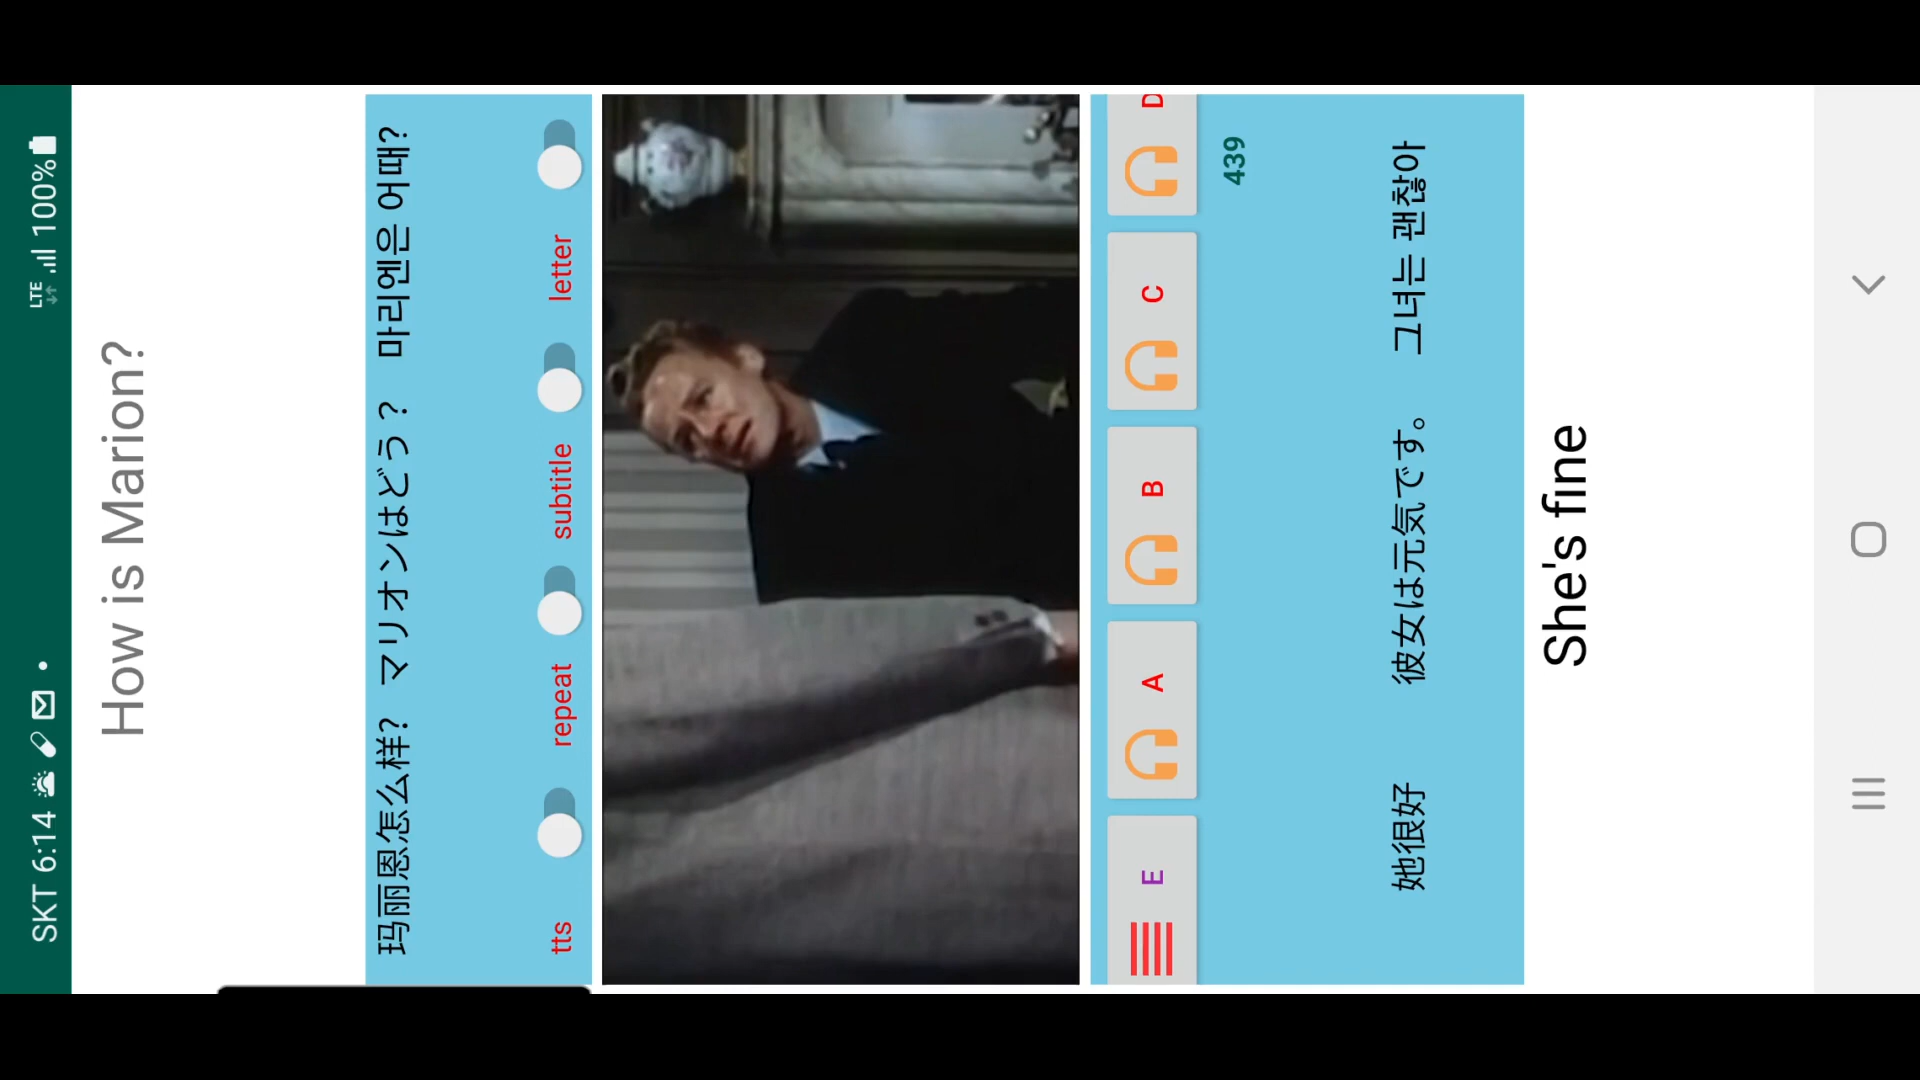 SKT 6:14 • LTE 100%
How is Marion?
玛丽恩怎么样? マリオンはどう？ 마리엔은 어때?
tts repeat subtitle letter
E A B C D
439
她很好 彼女は元気です。 그녀는 괜찮아
She's fine